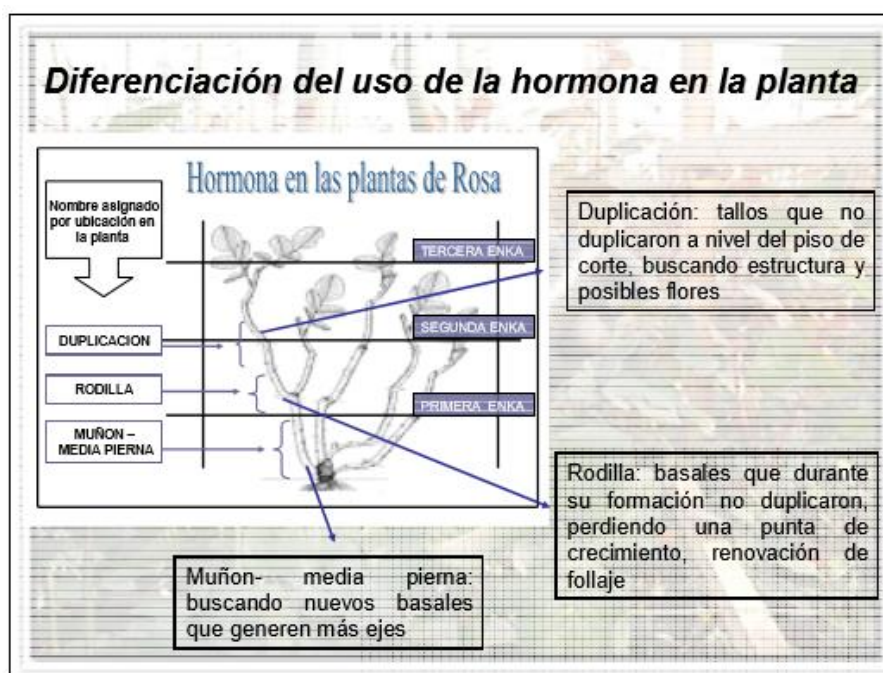 Diferenciación del uso de la hormona en la planta
Hormona en las plantas de Rosa
Nombre asignado
por ubicación en
la planta
TERCERA ENKA
SEGUNDA ENKA
PRIMERA ENKA
DUPLICACION
RODILLA
MUÑON –
MEDIA PIERNA
Duplicación: tallos que no
duplicaron a nivel del piso de
corte, buscando estructura y
posibles flores
Rodilla: basales que durante
su formación no duplicaron,
perdiendo una punta de
crecimiento, renovación de
follaje
Muñon- media pierna:
buscando nuevos basales
que generen más ejes